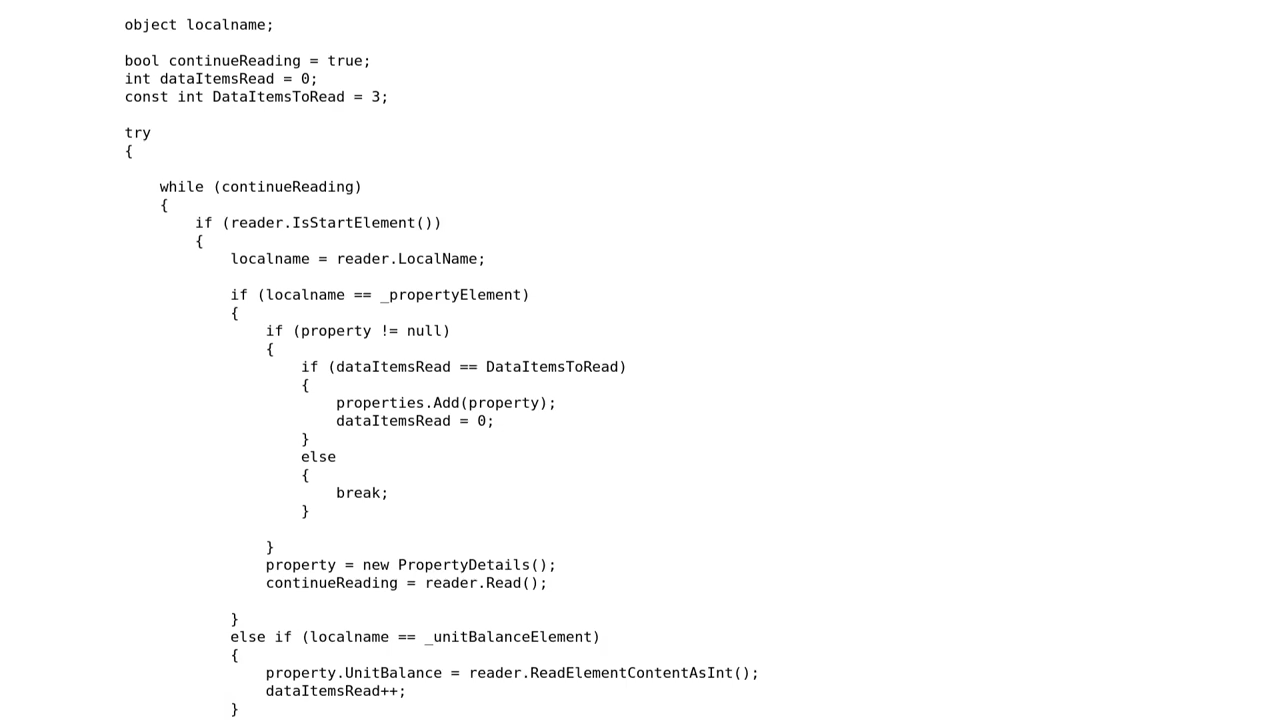 object localname;
bool continueReading = true;
int dataItemsRead = 0;
const int DataItemsToRead = 3;
try
{
while (continueReading)
{
if (reader.IsStartElement())
{
localname = reader.LocalName;
if (localname == _propertyElement)
{
if (property != null)
{
if (dataItemsRead == DataItemsToRead)
{
properties.Add(property);
dataItemsRead = 0;
}
else
{
break;
}
}
property = new PropertyDetails();
continueReading = reader.Read();
}
else if (localname == _unitBalanceElement)
{
property.UnitBalance = reader.ReadElementContentAsInt();
dataItemsRead++;
}